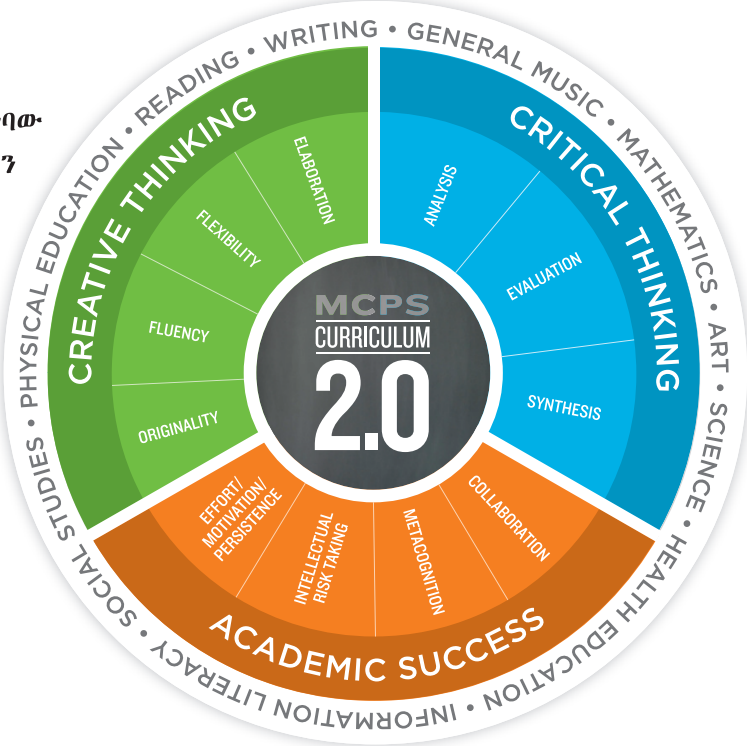 WRITING • GENERAL MUSIC • MATHEMATICS • ART • SCIENCE • HEALTH EDUCATION • INFORMATION LITERACY • SOCIAL STUDIES • PHYSICAL EDUCATION • READING •
CREATIVE THINKING
ELABORATION
FLEXIBILITY
FLUENCY
ORIGINALITY
CRITICAL THINKING
ANALYSIS
EVALUATION
SYNTHESIS
MCPS
CURRICULUM
2.0
EFFORT/
MOTIVATION/
PERSISTENCE
INTELLECTUAL
RISK TAKING
METACOGNITION
COLLABORATION
ACADEMIC SUCCESS